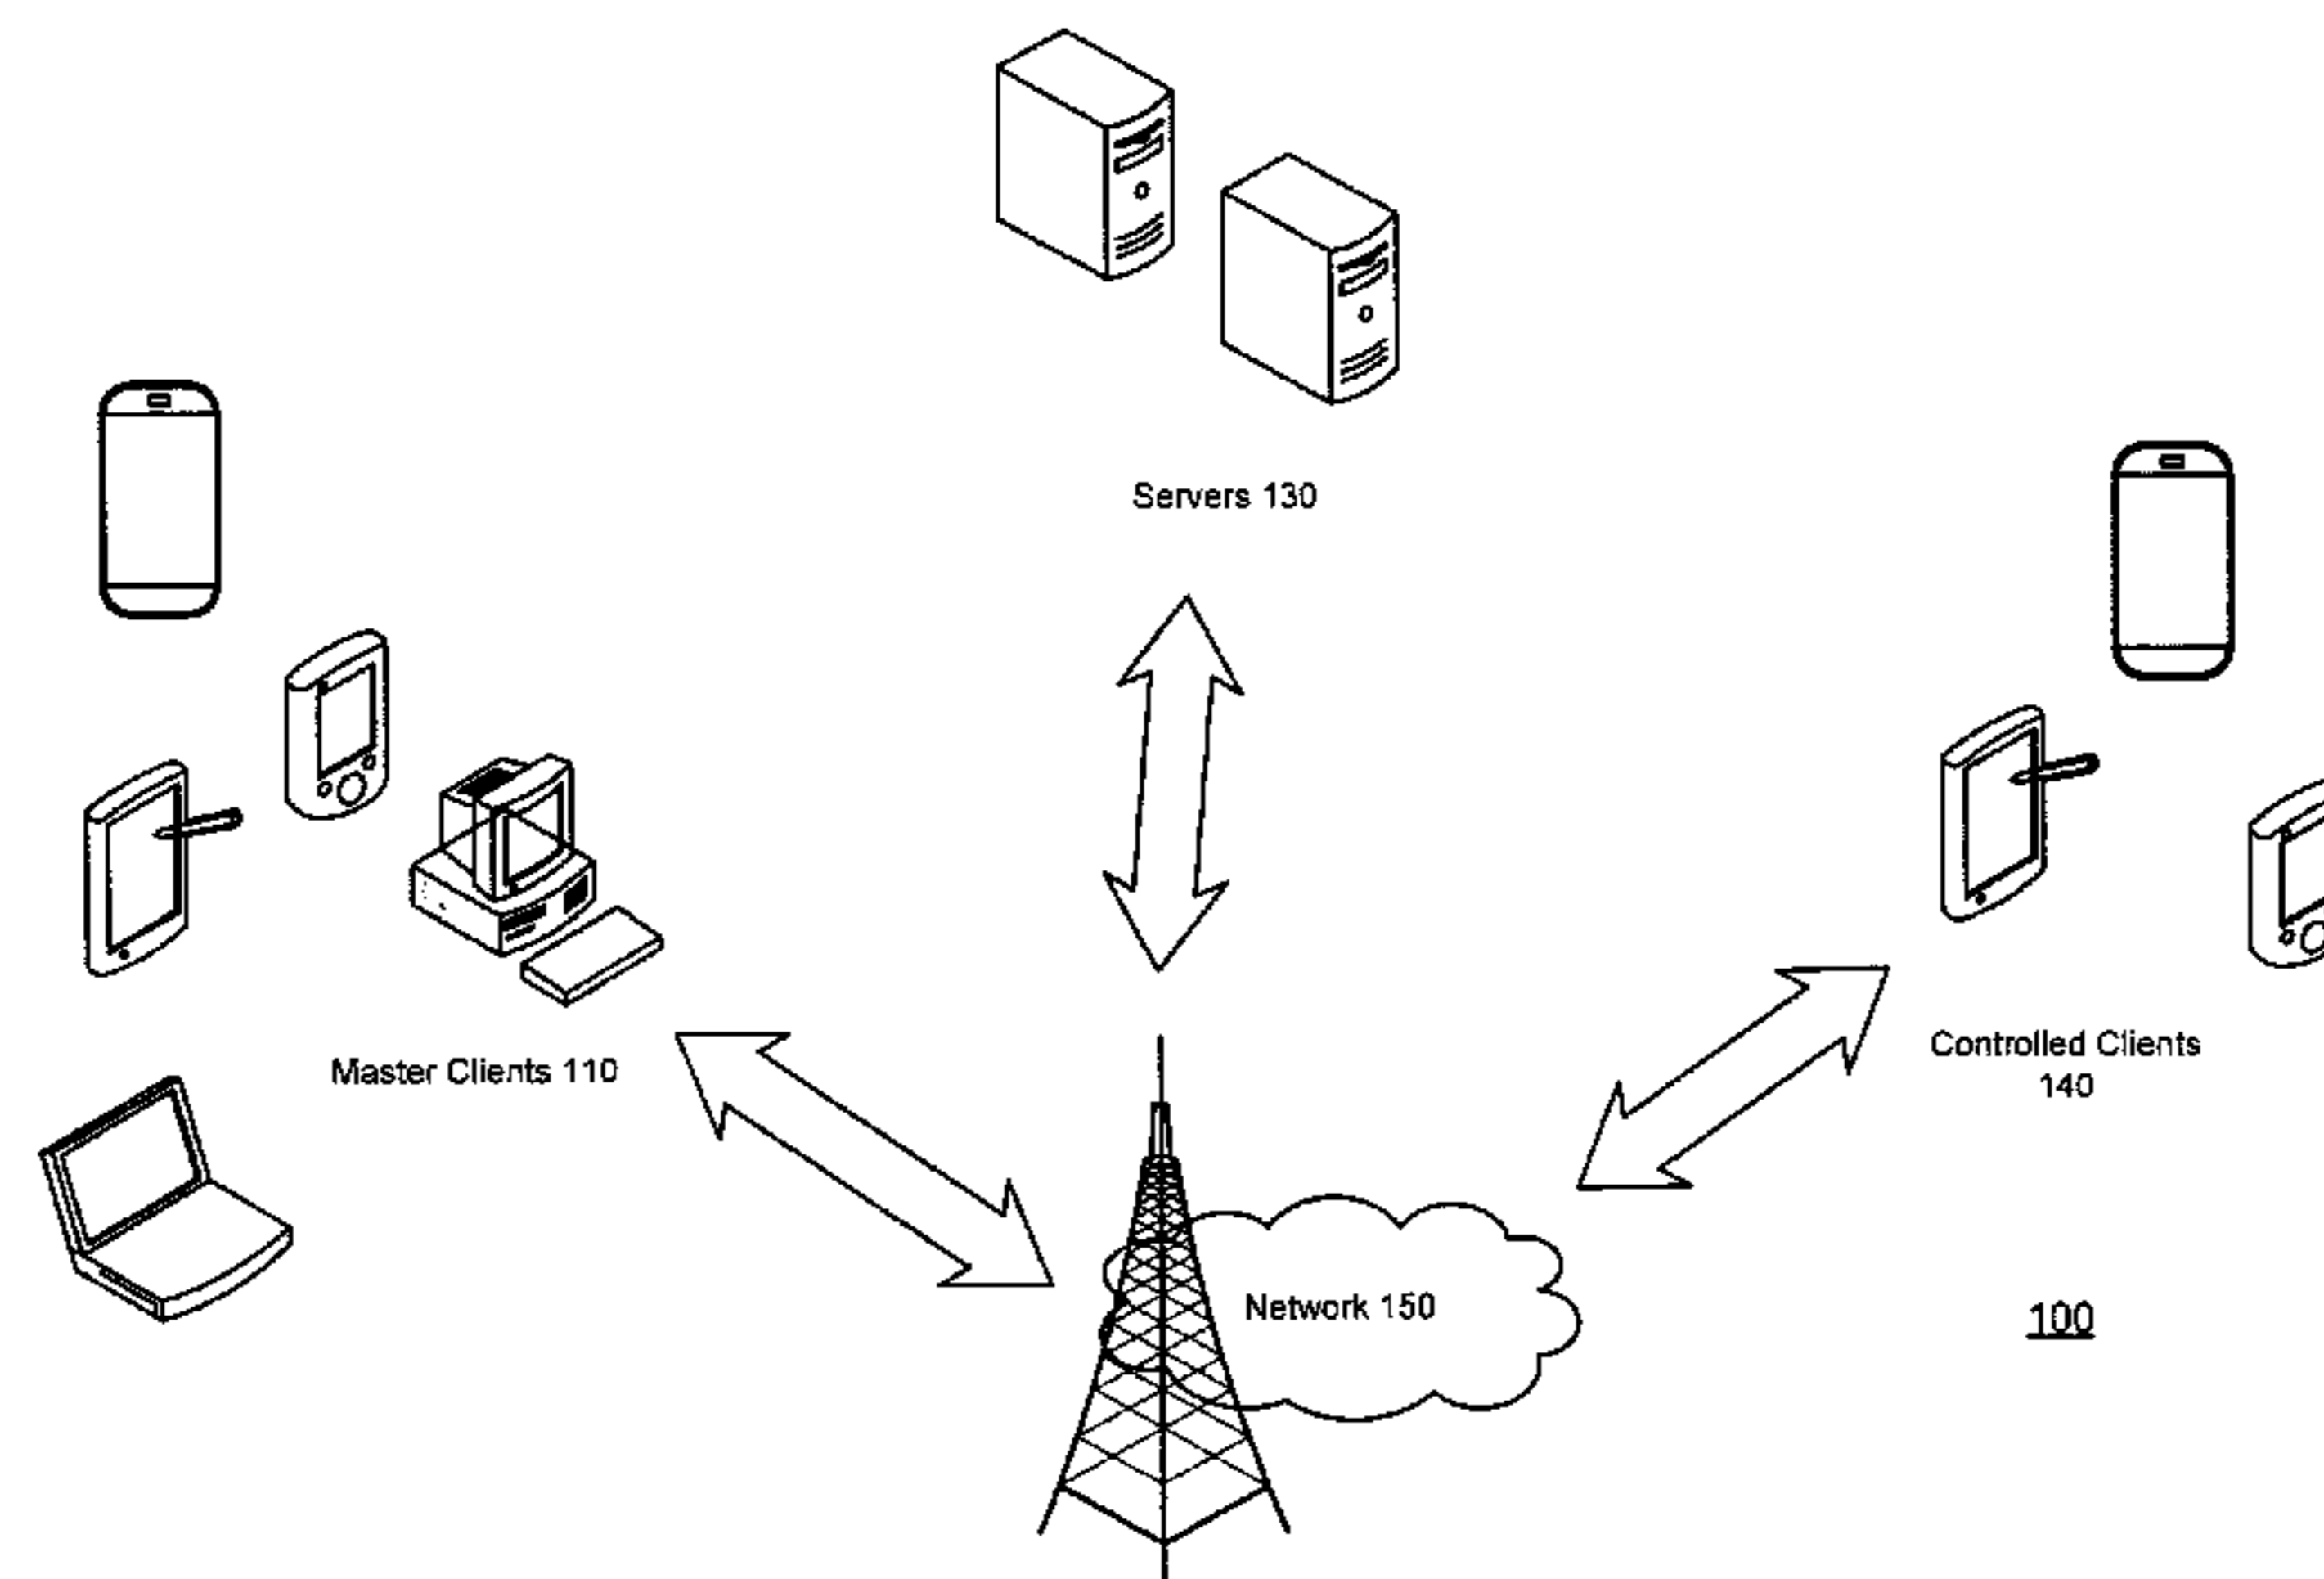 Servers 130
Master Clients 110
Controlled Clients
140
Network 150
100